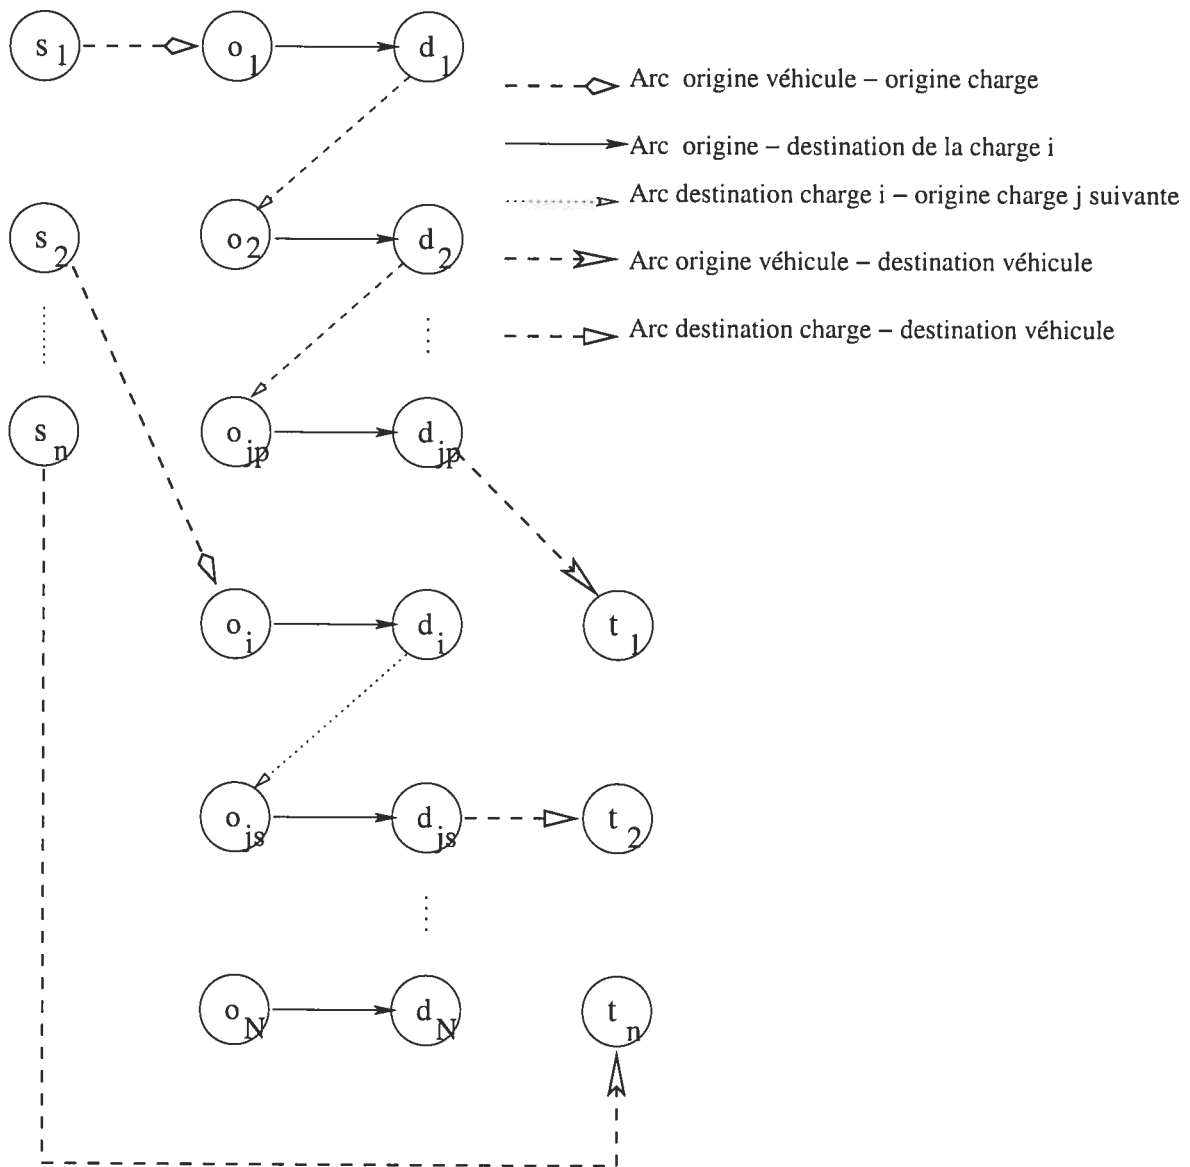 s1 o1 d1
Arc origine véhicule – origine charge
Arc origine – destination de la charge i
Arc destination charge i – origine charge j suivante
s2 o2 d2
Arc origine véhicule – destination véhicule
Arc destination charge – destination véhicule
sn ojp djp
oi di t1
ojs djs t2
oN dN tn